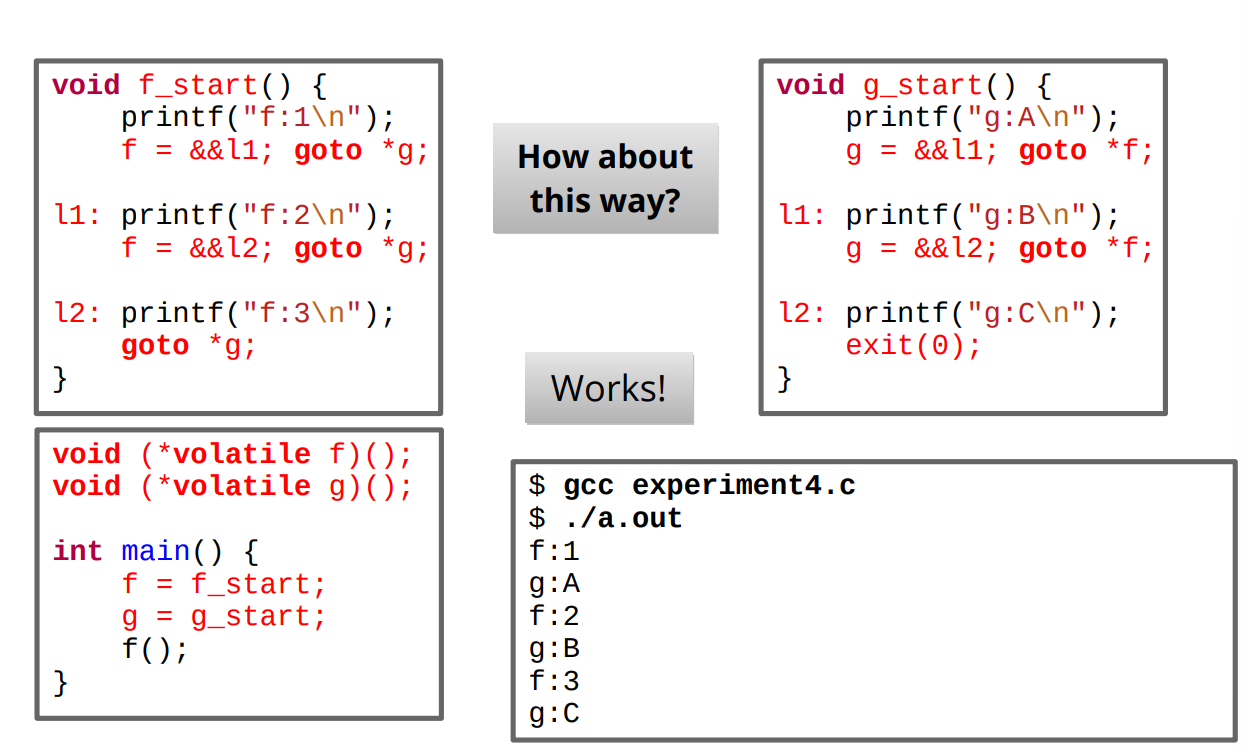 void f_start() {
    printf("f:1\n");
    f = &&l1; goto *g;

l1: printf("f:2\n");
    f = &&l2; goto *g;

l2: printf("f:3\n");
    goto *g;
}
How about
this way?
Works!
void g_start() {
    printf("g:A\n");
    g = &&l1; goto *f;

l1: printf("g:B\n");
    g = &&l2; goto *f;

l2: printf("g:C\n");
    exit(0);
}
void (*volatile f)();
void (*volatile g)();

int main() {
    f = f_start;
    g = g_start;
    f();
}
$ gcc experiment4.c
$ ./a.out
f:1
g:A
f:2
g:B
f:3
g:C